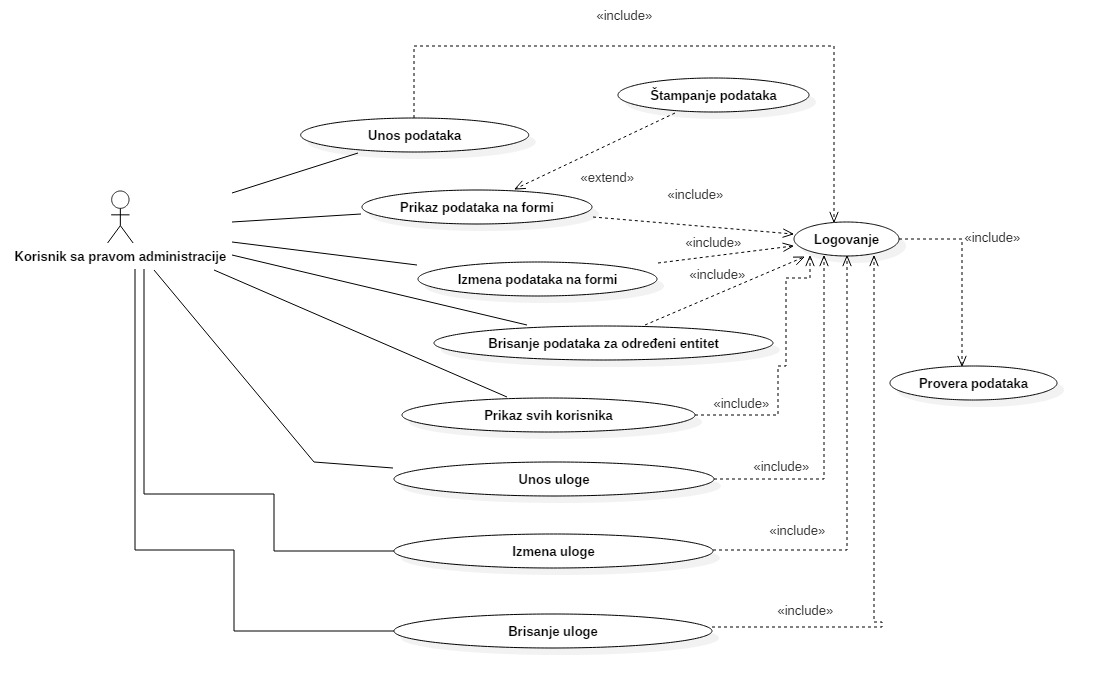 «include»
Štampanje podataka
Unos podataka
«extend»
«include»
Prikaz podataka na formi
Logovanje
«include»
«include»
Korisnik sa pravom administracije
«include»
Izmena podataka na formi
Brisanje podataka za određeni entitet
Provera podataka
«include»
Prikaz svih korisnika
«include»
Unos uloge
«include»
Izmena uloge
«include»
Brisanje uloge